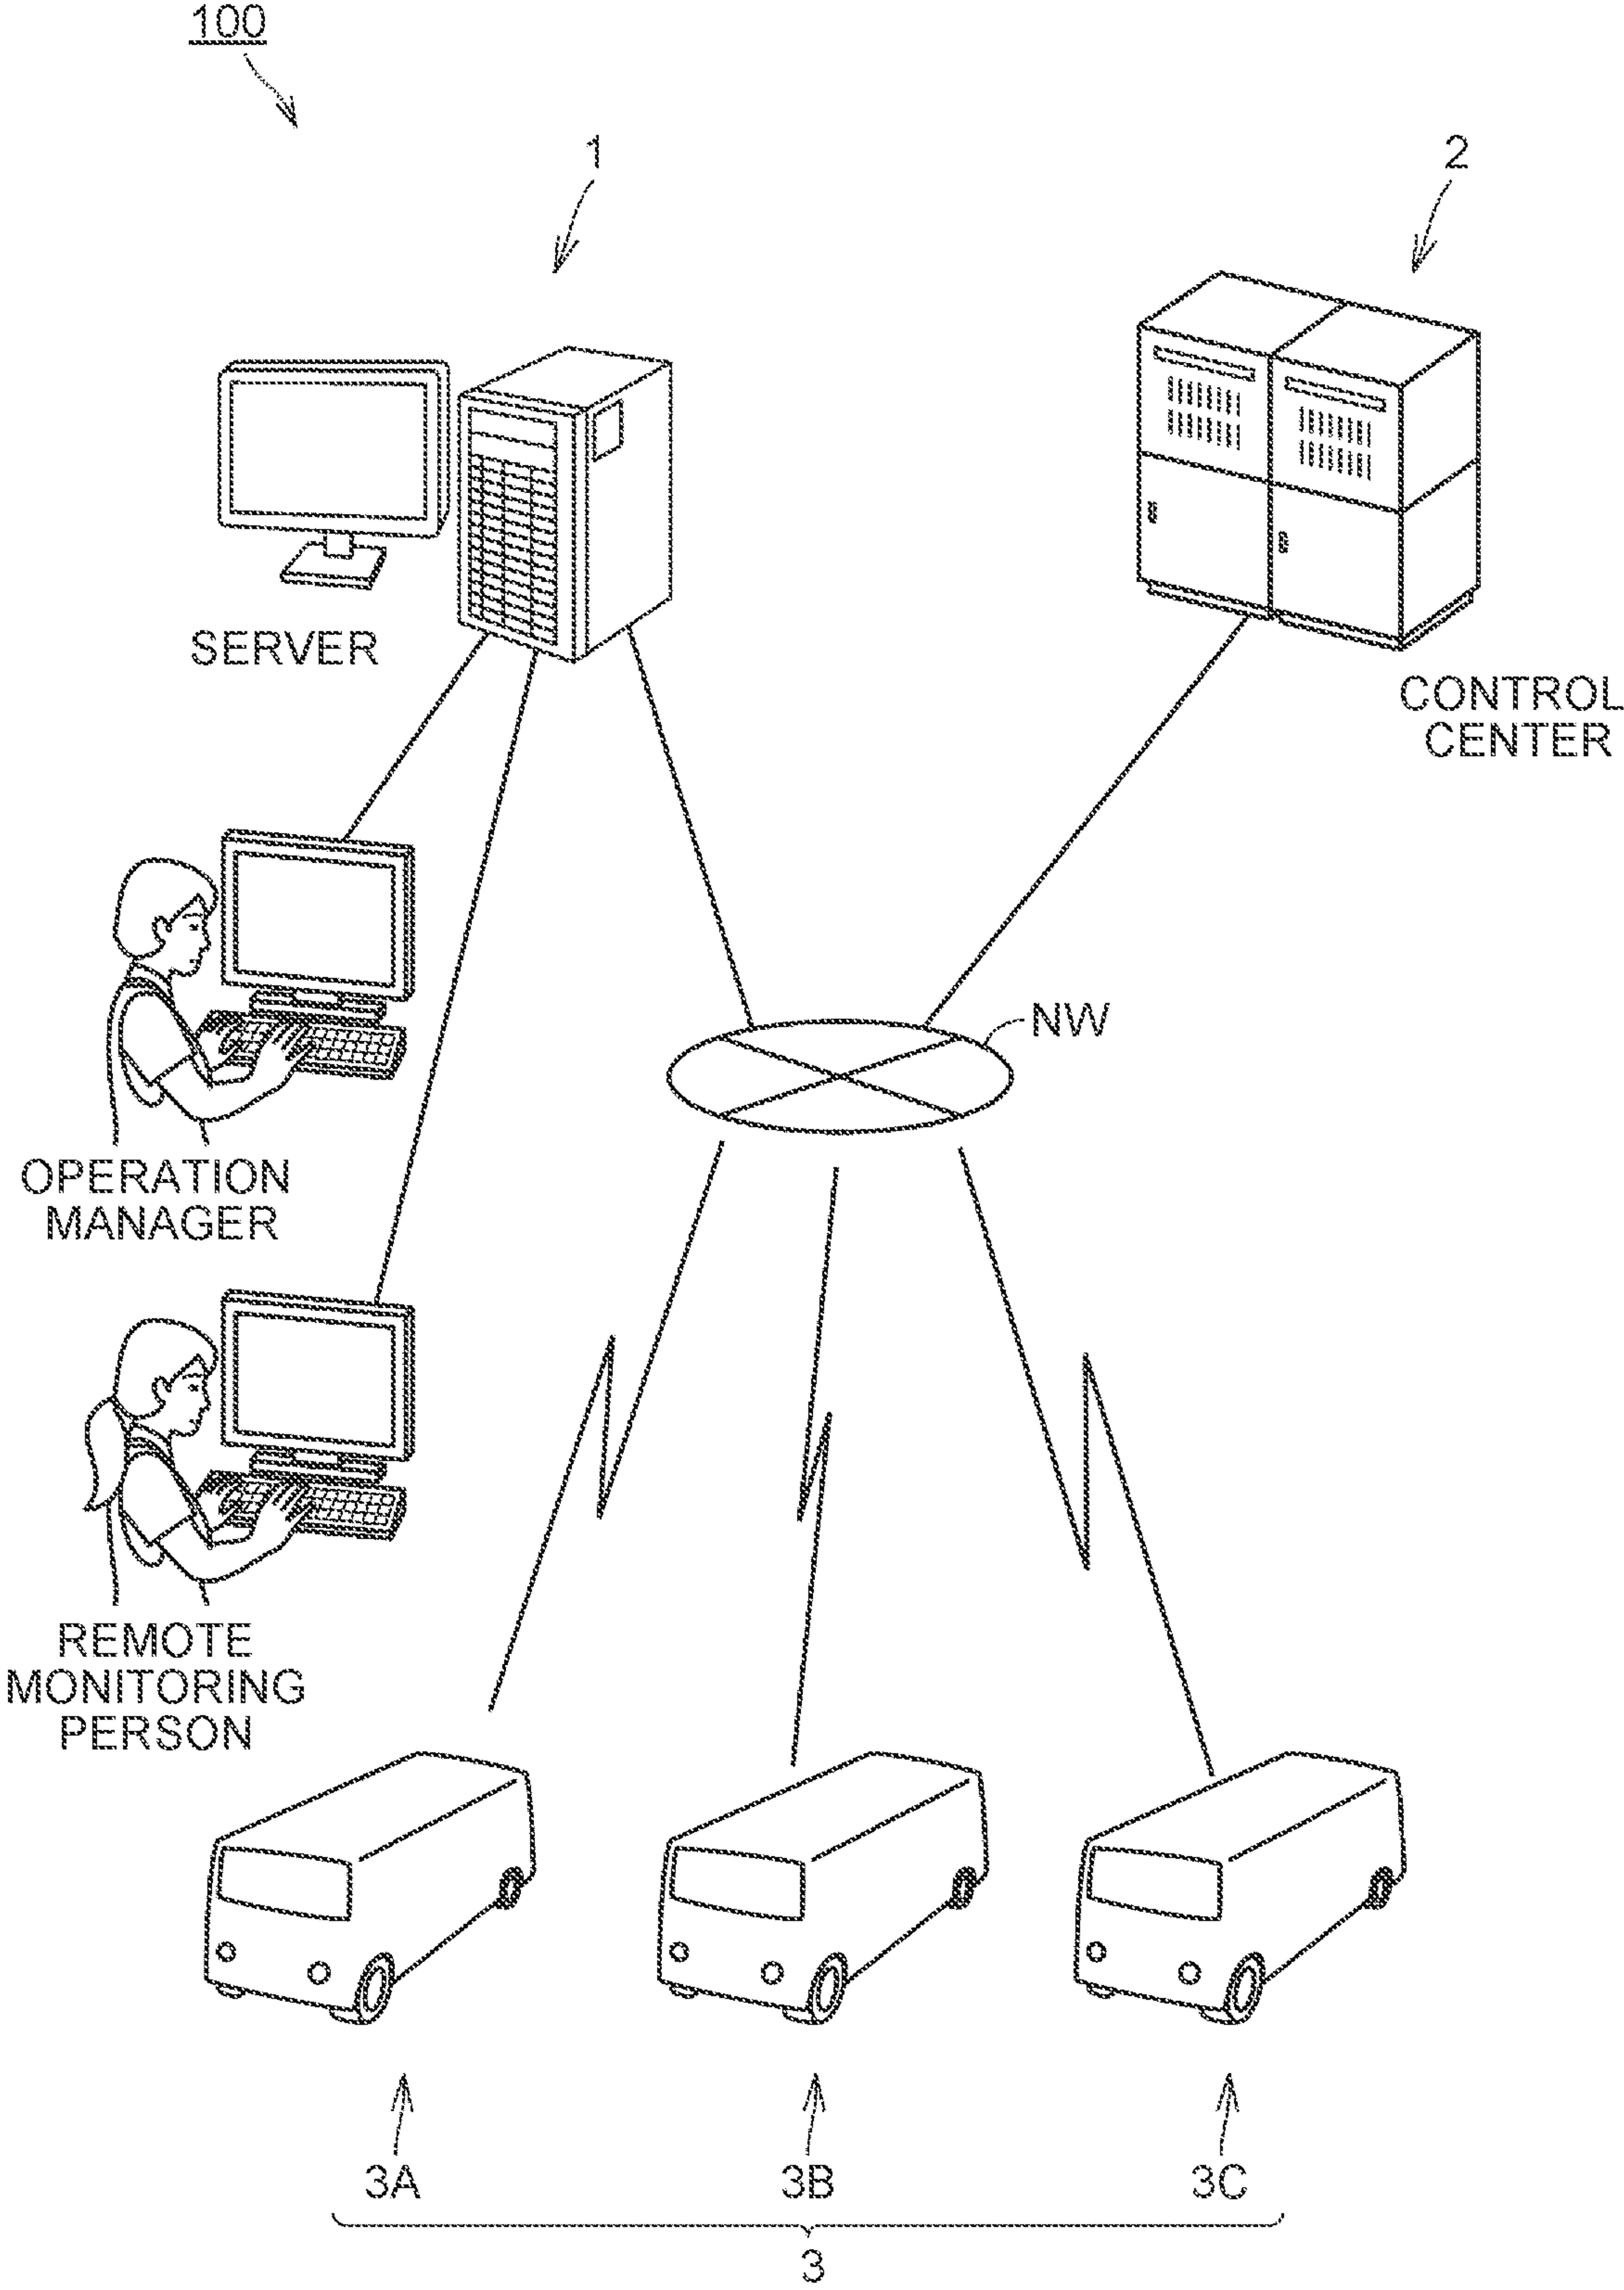 100
1
2
SERVER
CONTROL
CENTER
NW
OPERATION
MANAGER
REMOTE
MONITORING
PERSON
3A
3B
3C
3